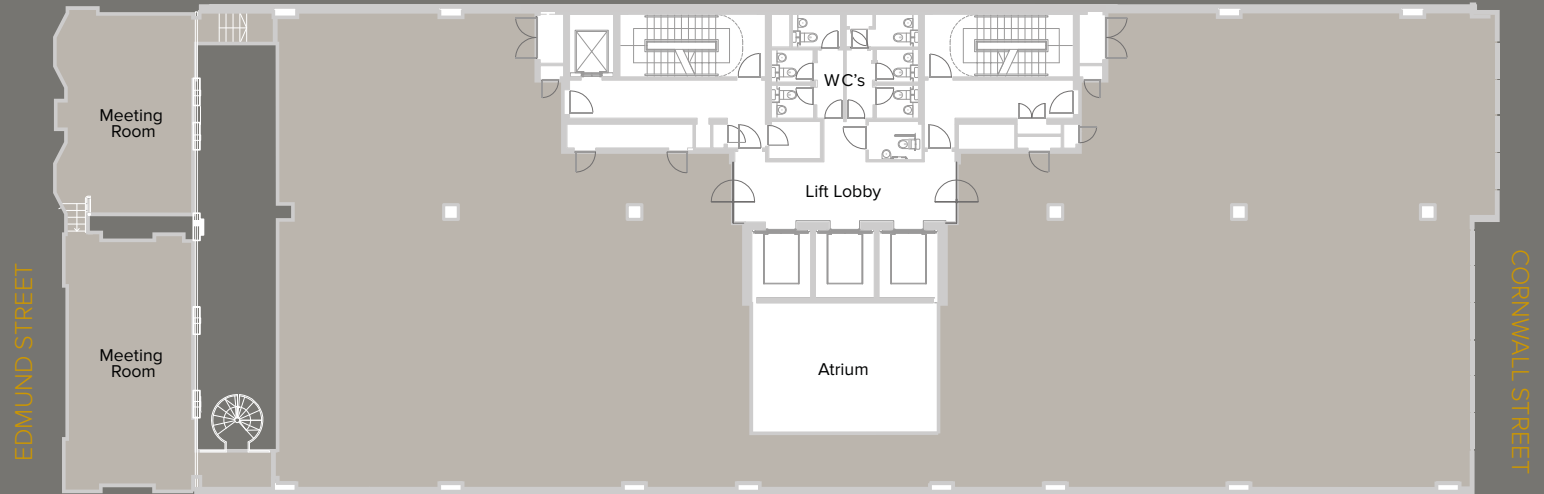 Meeting
Room
WC's
Lift Lobby
Meeting
Room
Atrium
EDMUND STREET
CORNWALL STREET